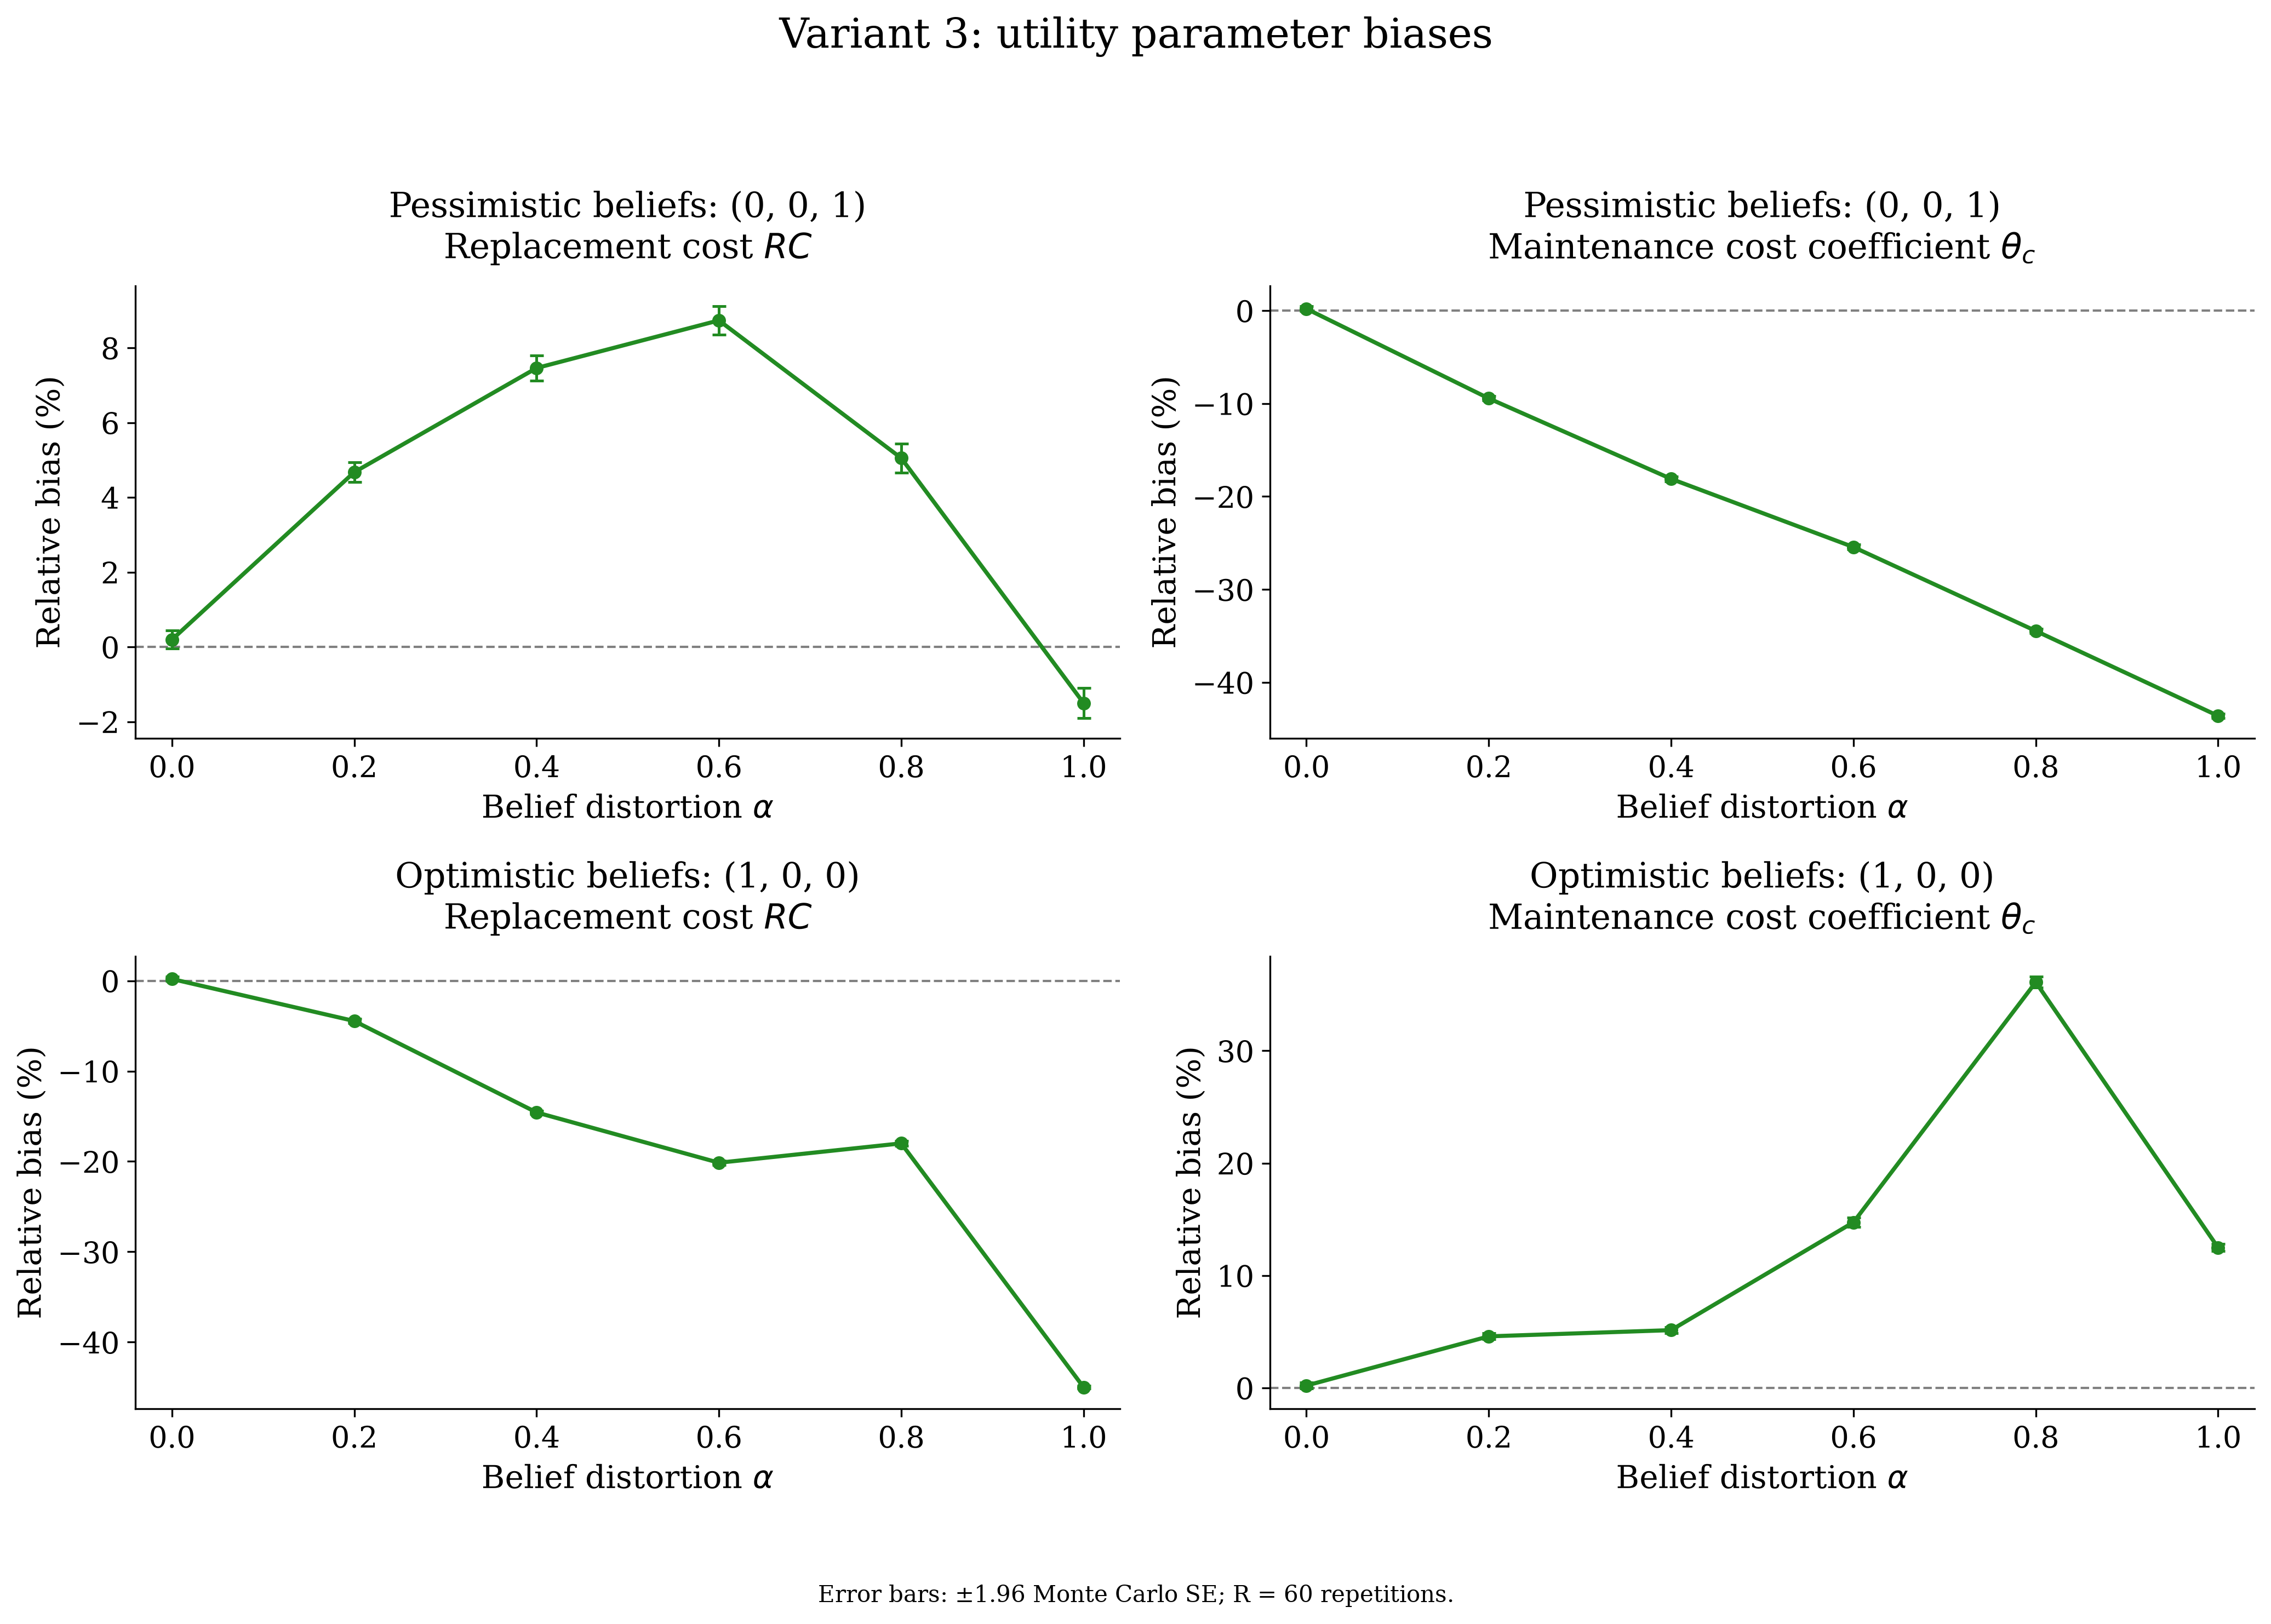 Variant 3: utility parameter biases
Pessimistic beliefs: (0, 0, 1)
Replacement cost RC
Relative bias (%)
8
6
4
2
0
−2
0.0 0.2 0.4 0.6 0.8 1.0
Belief distortion α
Pessimistic beliefs: (0, 0, 1)
Maintenance cost coefficient θc
Relative bias (%)
0
−10
−20
−30
−40
0.0 0.2 0.4 0.6 0.8 1.0
Belief distortion α
Optimistic beliefs: (1, 0, 0)
Replacement cost RC
Relative bias (%)
0
−10
−20
−30
−40
0.0 0.2 0.4 0.6 0.8 1.0
Belief distortion α
Optimistic beliefs: (1, 0, 0)
Maintenance cost coefficient θc
Relative bias (%)
30
20
10
0
0.0 0.2 0.4 0.6 0.8 1.0
Belief distortion α
Error bars: ±1.96 Monte Carlo SE; R = 60 repetitions.